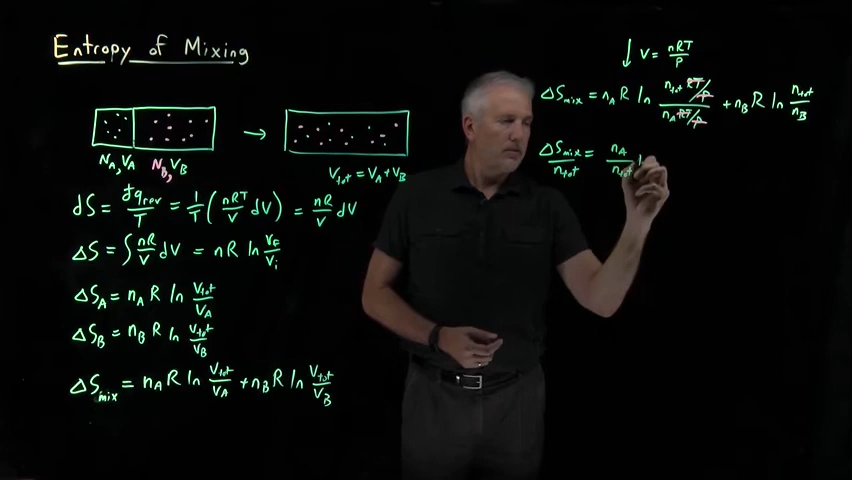 Entropy of Mixing
N_A, V_A N_B, V_B
→
V_tot = V_A + V_B
dS = đq_rev/T = 1/T (nRT/V dV) = nR/V dV
ΔS = ∫ nR/V dV = nR ln V_f/V_i
ΔS_A = n_A R ln V_tot/V_A
ΔS_B = n_B R ln V_tot/V_B
ΔS_mix = n_A R ln V_tot/V_A + n_B R ln V_tot/V_B
↓ V = nRT/P
ΔS_mix = n_A R ln (n_tot RT/P)/(n_A RT/P) + n_B R ln n_tot/n_B
ΔS_mix/n_tot = n_A/n_tot